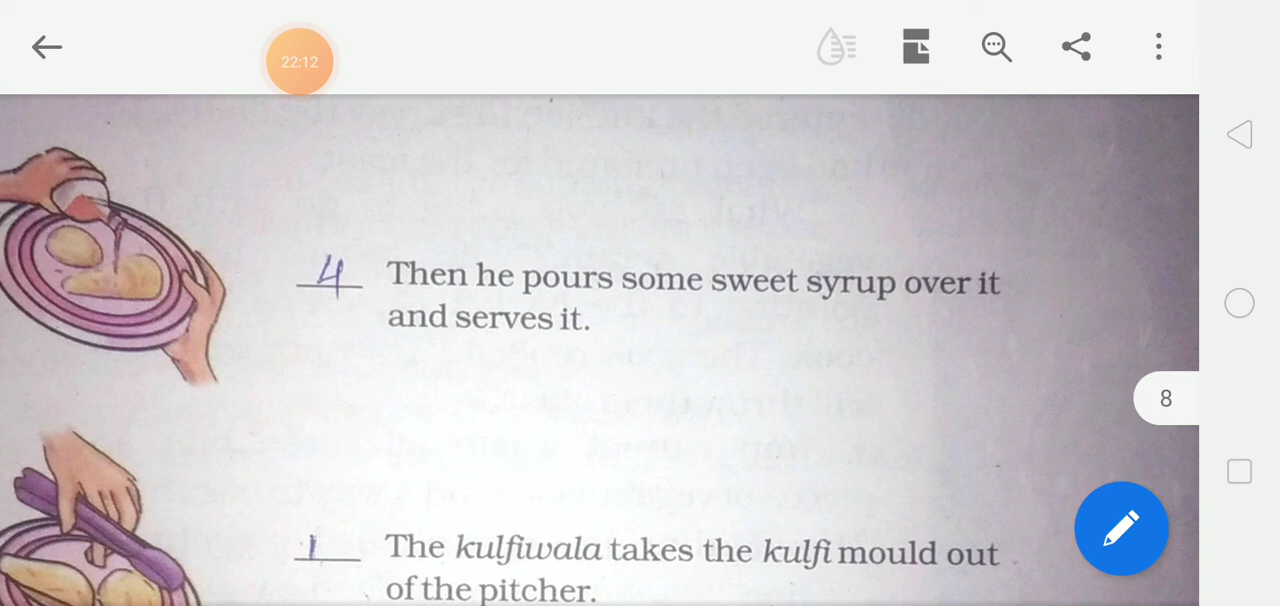 22:12
4 Then he pours some sweet syrup over it
and serves it.
8
1 The kulfiwala takes the kulfi mould out
of the pitcher.